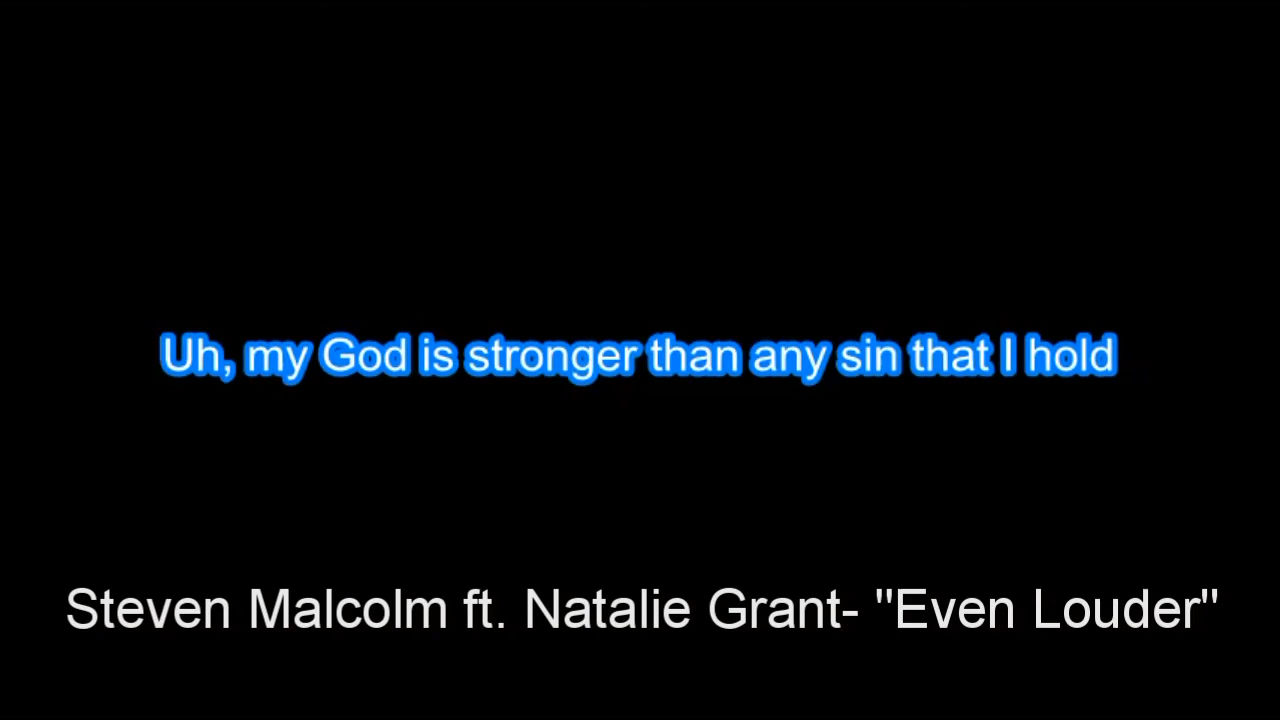 Uh, my God is stronger than any sin that I hold
Steven Malcolm ft. Natalie Grant- "Even Louder"